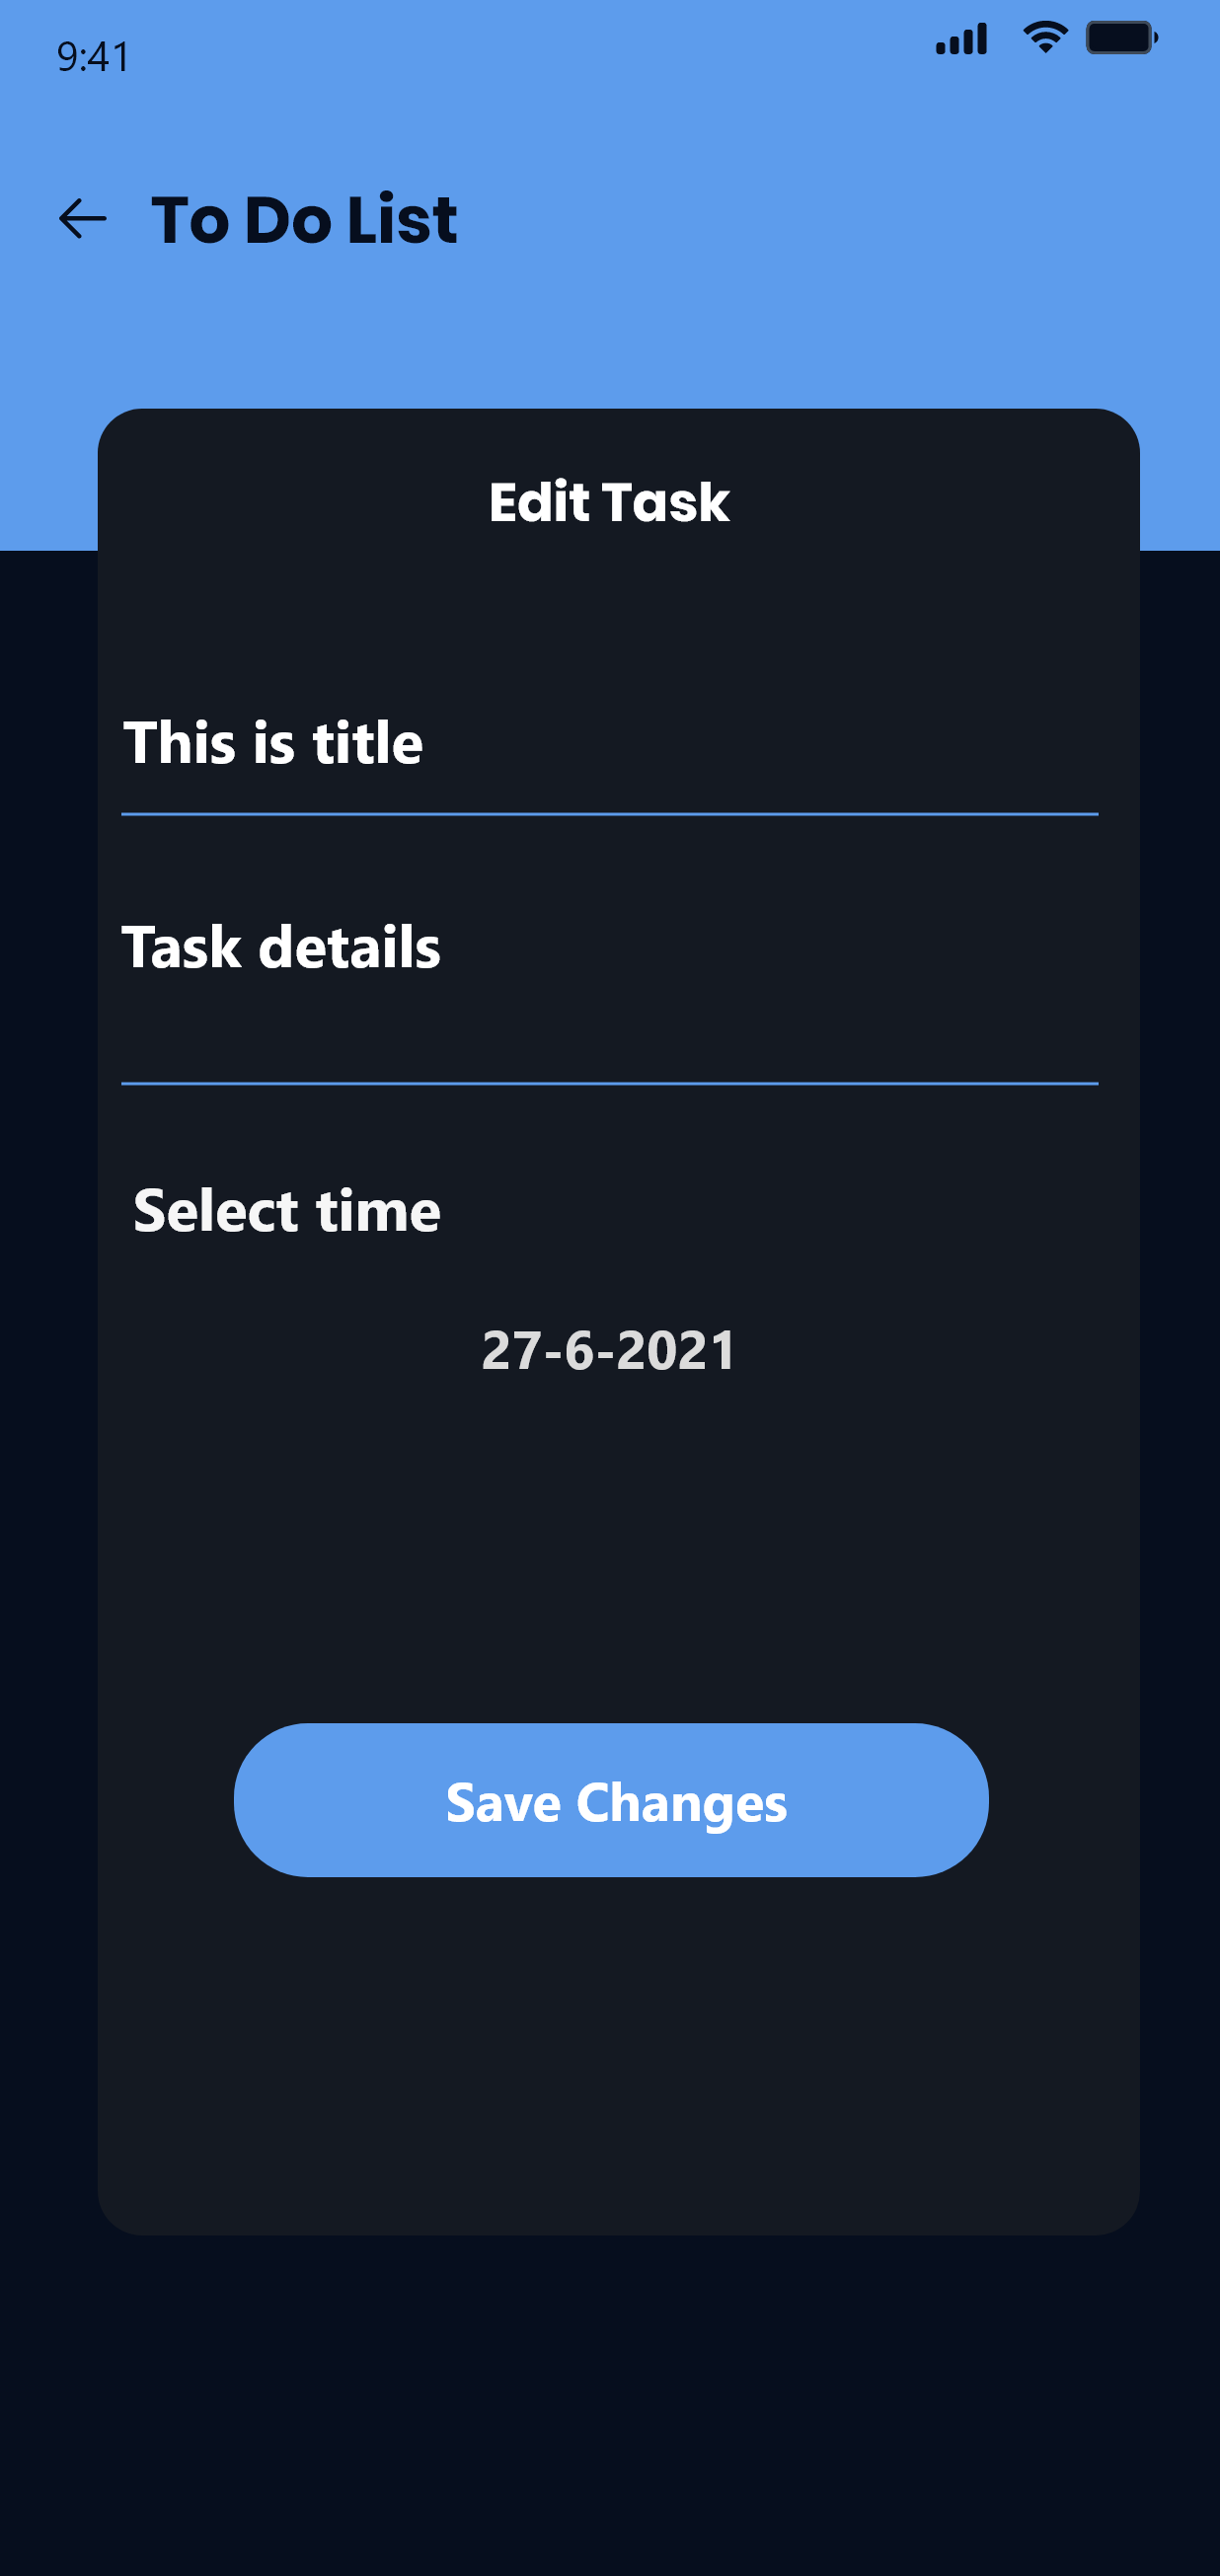 9:41
To Do List
Edit Task
This is title
Task details
Select time
27-6-2021
Save Changes